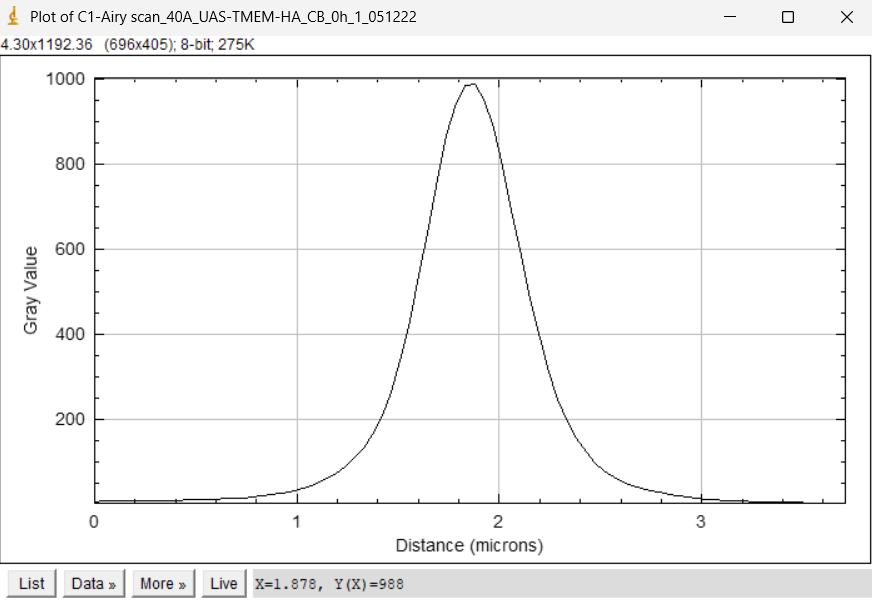 Plot of C1-Airy scan_40A_UAS-TMEM-HA_CB_0h_1_051222
4.30x1192.36 (696x405); 8-bit; 275K
1000
800
600
400
200
Gray Value
0 1 2 3
Distance (microns)
List Data » More » Live X=1.878, Y(X)=988